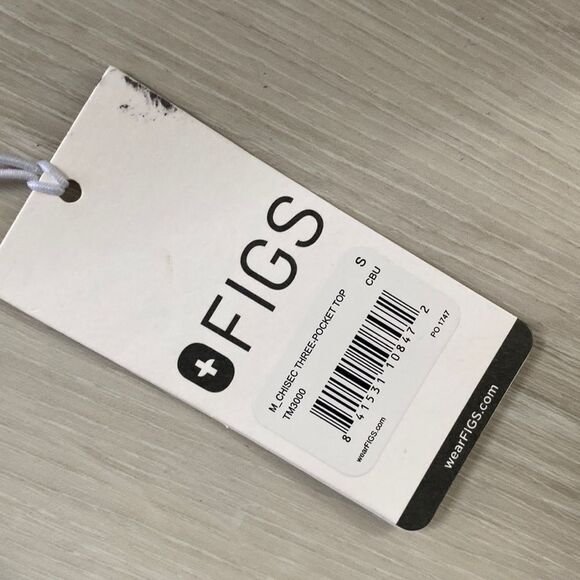 FIGS
M_CHISEC THREE-POCKET TOP
TM3000
S
CBU
8 41531 10847 2
wearFIGS.com
PO 1747
wearFIGS.com